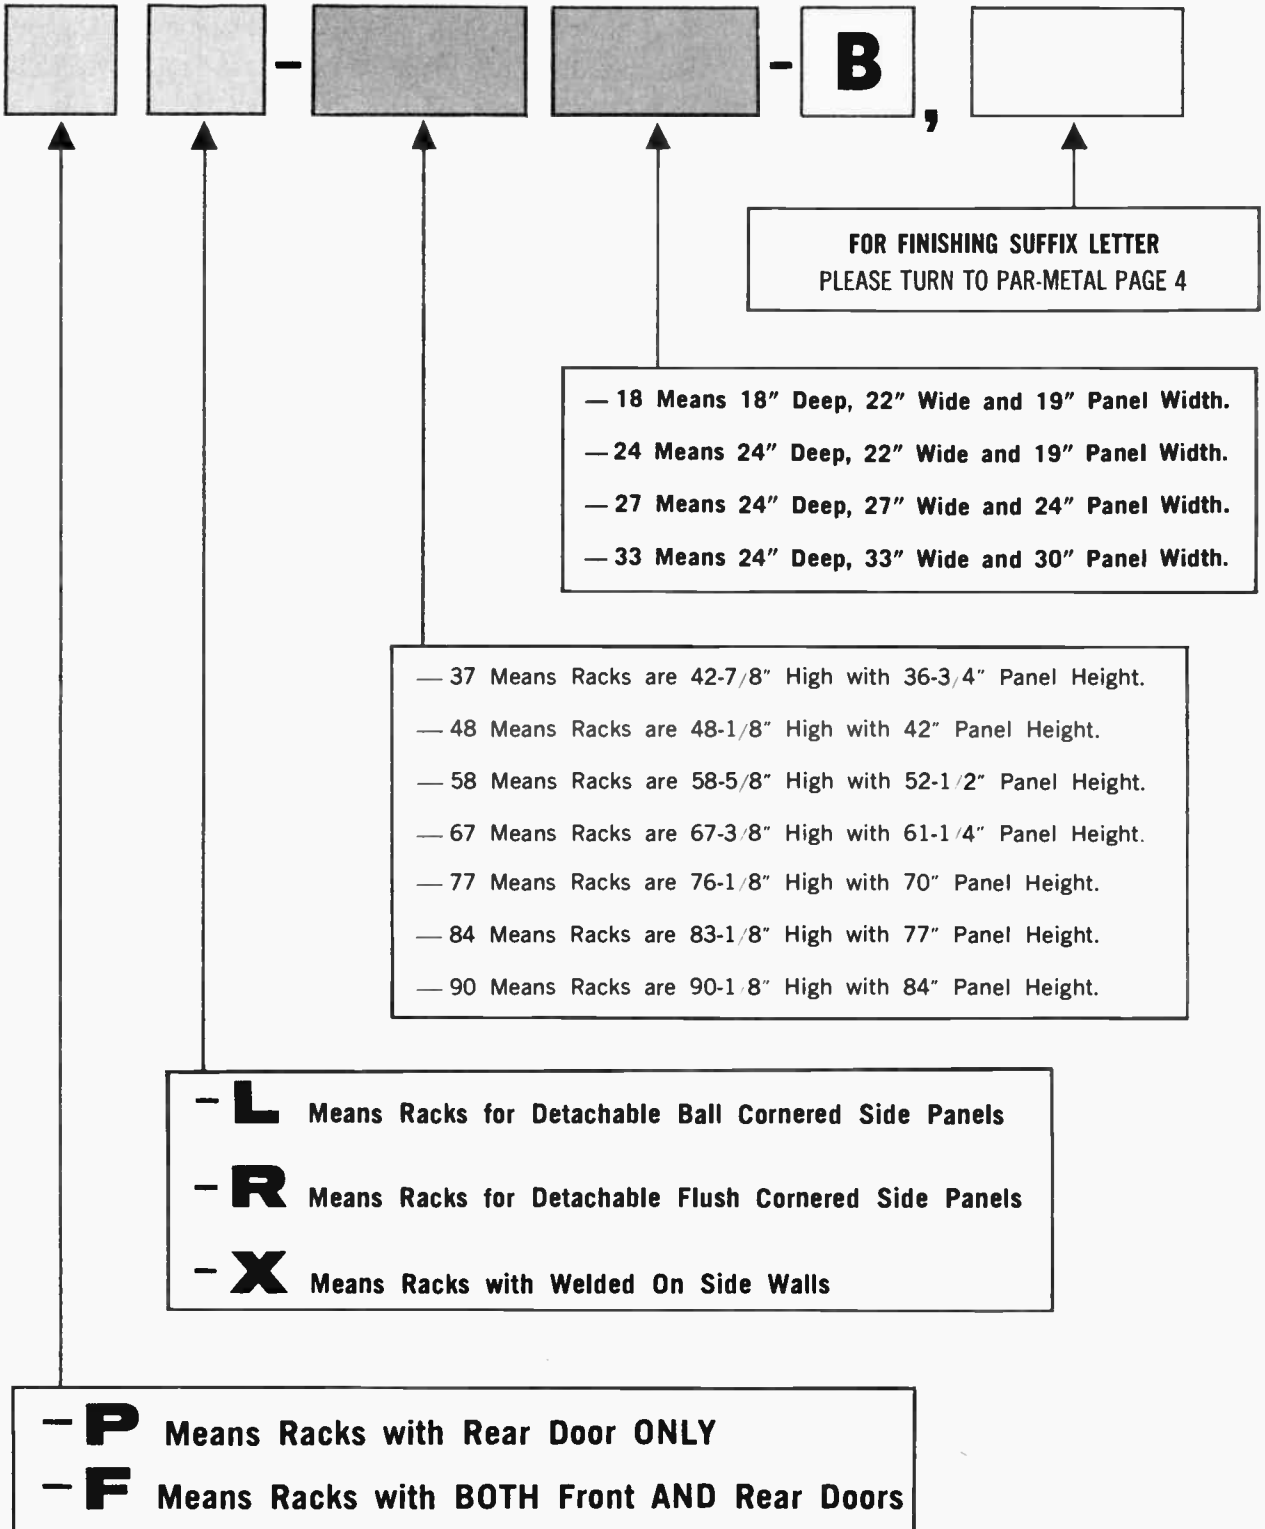 - - B ,
FOR FINISHING SUFFIX LETTER
PLEASE TURN TO PAR-METAL PAGE 4
— 18 Means 18" Deep, 22" Wide and 19" Panel Width.
— 24 Means 24" Deep, 22" Wide and 19" Panel Width.
— 27 Means 24" Deep, 27" Wide and 24" Panel Width.
— 33 Means 24" Deep, 33" Wide and 30" Panel Width.
— 37 Means Racks are 42-7/8" High with 36-3/4" Panel Height.
— 48 Means Racks are 48-1/8" High with 42" Panel Height.
— 58 Means Racks are 58-5/8" High with 52-1/2" Panel Height.
— 67 Means Racks are 67-3/8" High with 61-1/4" Panel Height.
— 77 Means Racks are 76-1/8" High with 70" Panel Height.
— 84 Means Racks are 83-1/8" High with 77" Panel Height.
— 90 Means Racks are 90-1/8" High with 84" Panel Height.
- L Means Racks for Detachable Ball Cornered Side Panels
- R Means Racks for Detachable Flush Cornered Side Panels
- X Means Racks with Welded On Side Walls
- P Means Racks with Rear Door ONLY
- F Means Racks with BOTH Front AND Rear Doors